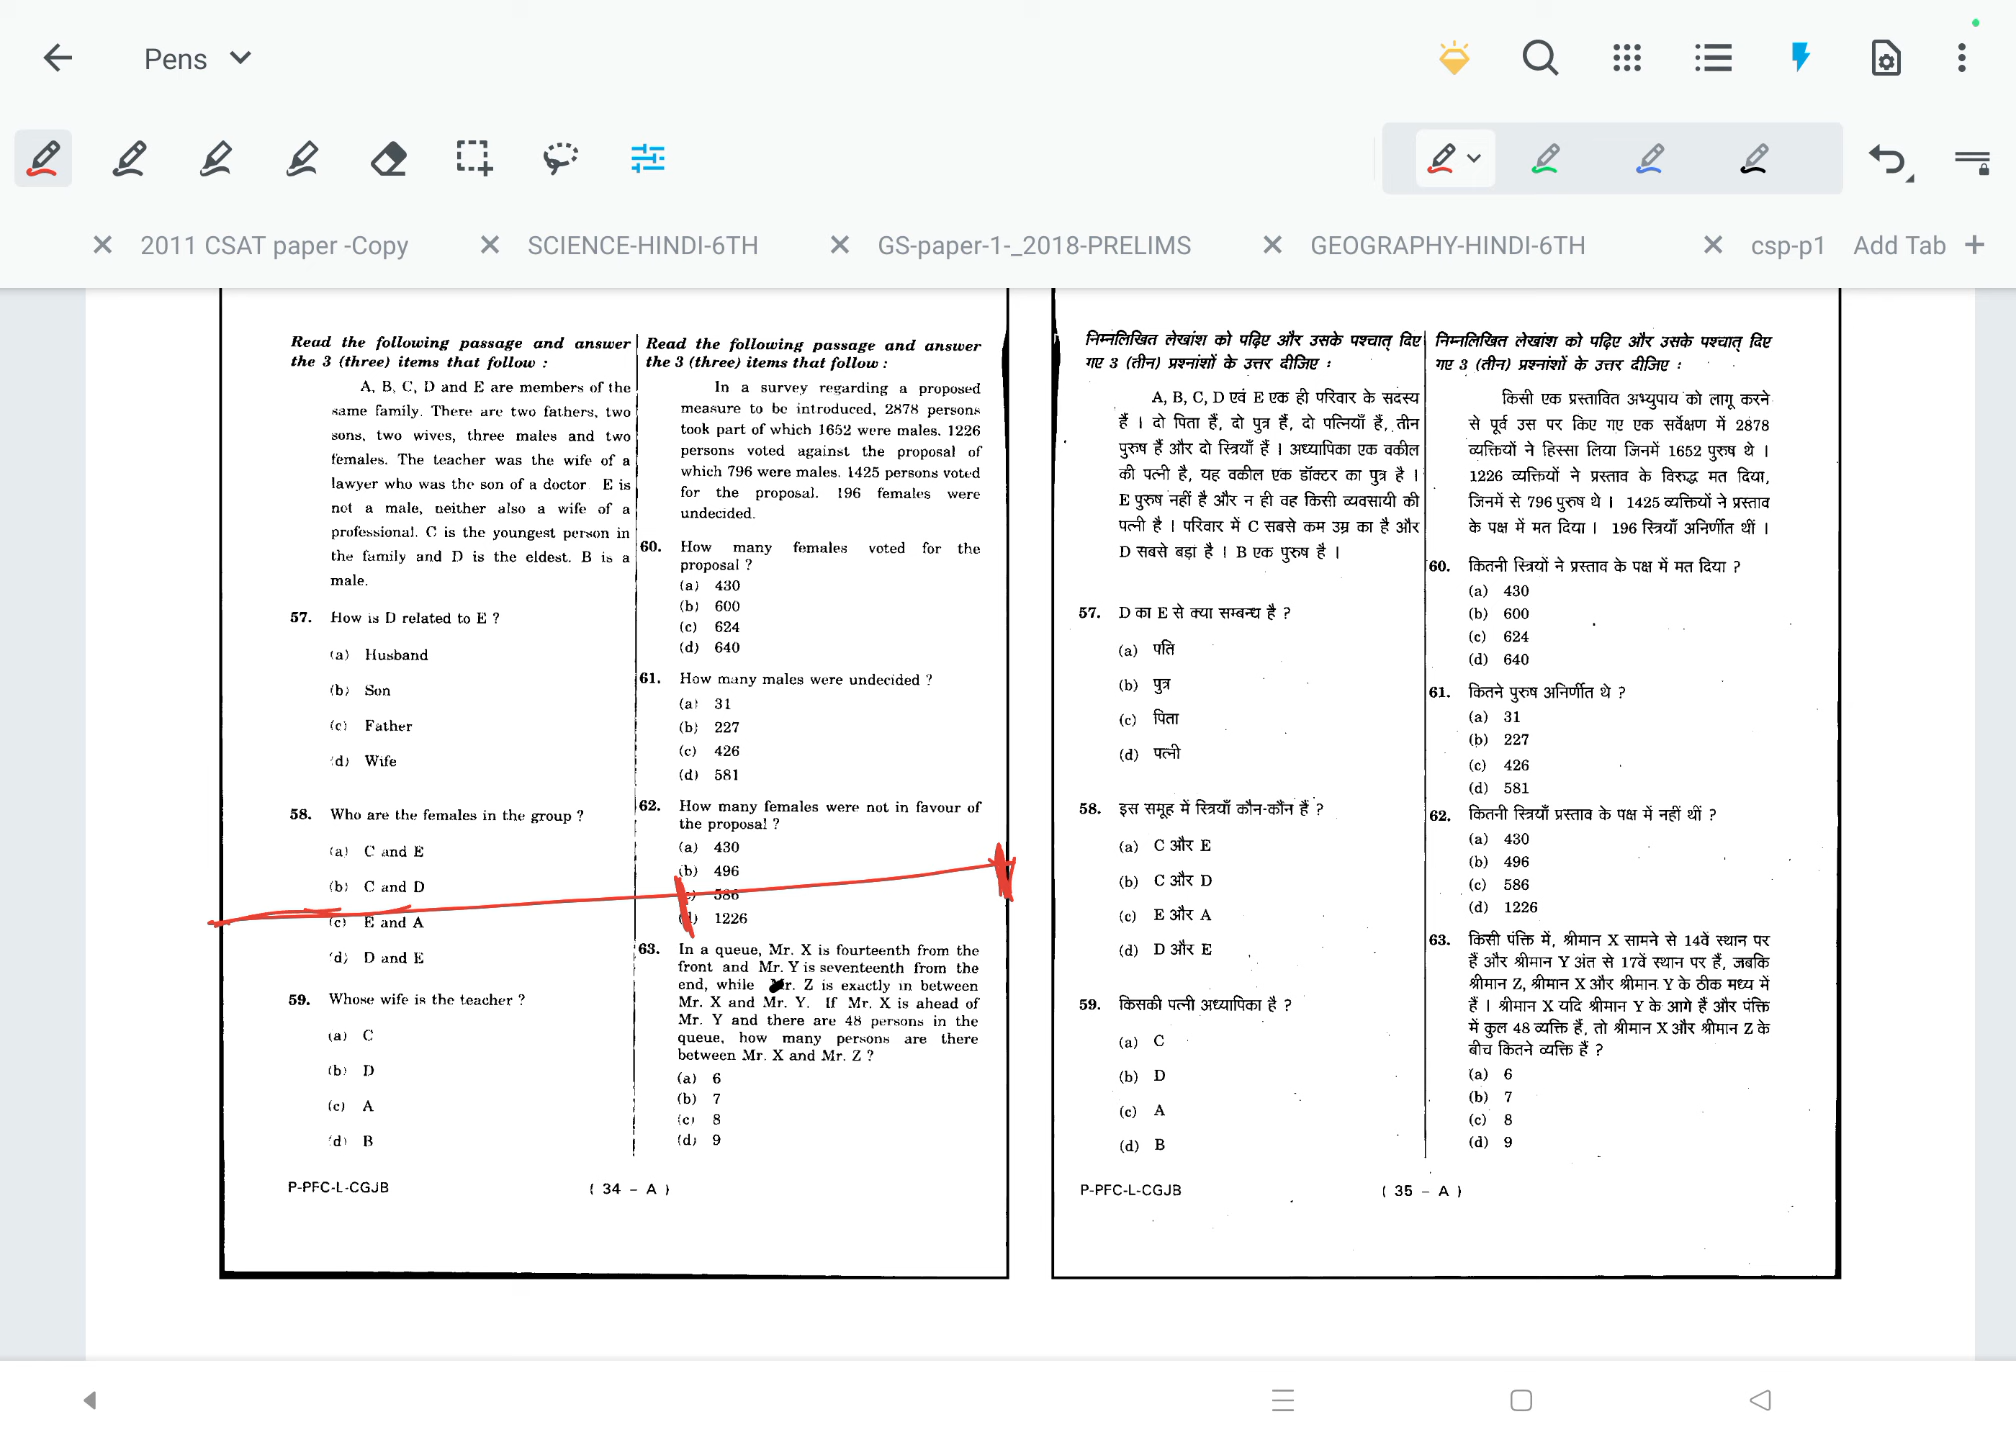 Pens
2011 CSAT paper -Copy
SCIENCE-HINDI-6TH
GS-paper-1-_2018-PRELIMS
GEOGRAPHY-HINDI-6TH
csp-p1
Add Tab
Read the following passage and answer
the 3 (three) items that follow :
A, B, C, D and E are members of the
same family. There are two fathers, two
sons, two wives, three males and two
females. The teacher was the wife of a
lawyer who was the son of a doctor E is
not a male, neither also a wife of a
professional. C is the youngest person in
the family and D is the eldest. B is a
male.
57. How is D related to E ?
(a) Husband
(b) Son
(c) Father
(d) Wife
58. Who are the females in the group ?
(a) C and E
(b) C and D
(c) E and A
(d) D and E
59. Whose wife is the teacher ?
(a) C
(b) D
(c) A
(d) B
Read the following passage and answer
the 3 (three) items that follow :
In a survey regarding a proposed
measure to be introduced, 2878 persons
took part of which 1652 were males. 1226
persons voted against the proposal of
which 796 were males. 1425 persons voted
for the proposal. 196 females were
undecided.
60. How many females voted for the
proposal ?
(a) 430
(b) 600
(c) 624
(d) 640
61. How many males were undecided ?
(a) 31
(b) 227
(c) 426
(d) 581
62. How many females were not in favour of
the proposal ?
(a) 430
(b) 496
(c) 586
(d) 1226
63. In a queue, Mr. X is fourteenth from the
front and Mr. Y is seventeenth from the
end, while Mr. Z is exactly in between
Mr. X and Mr. Y. If Mr. X is ahead of
Mr. Y and there are 48 persons in the
queue, how many persons are there
between Mr. X and Mr. Z ?
(a) 6
(b) 7
(c) 8
(d) 9
P-PFC-L-CGJB
( 34 – A )
निम्नलिखित लेखांश को पढ़िए और उसके पश्चात् दिए
गए 3 (तीन) प्रश्नांशों के उत्तर दीजिए :
A, B, C, D एवं E एक ही परिवार के सदस्य
हैं । दो पिता हैं, दो पुत्र हैं, दो पत्नियाँ हैं, तीन
पुरुष हैं और दो स्त्रियाँ हैं । अध्यापिका एक वकील
की पत्नी है, यह वकील एक डॉक्टर का पुत्र है ।
E पुरुष नहीं है और न ही वह किसी व्यवसायी की
पत्नी है । परिवार में C सबसे कम उम्र का है और
D सबसे बड़ा है । B एक पुरुष है ।
57. D का E से क्या सम्बन्ध है ?
(a) पति
(b) पुत्र
(c) पिता
(d) पत्नी
58. इस समूह में स्त्रियाँ कौन-कौन हैं ?
(a) C और E
(b) C और D
(c) E और A
(d) D और E
59. किसकी पत्नी अध्यापिका है ?
(a) C
(b) D
(c) A
(d) B
निम्नलिखित लेखांश को पढ़िए और उसके पश्चात् दिए
गए 3 (तीन) प्रश्नांशों के उत्तर दीजिए :
किसी एक प्रस्तावित अभ्युपाय को लागू करने
से पूर्व उस पर किए गए एक सर्वेक्षण में 2878
व्यक्तियों ने हिस्सा लिया जिनमें 1652 पुरुष थे ।
1226 व्यक्तियों ने प्रस्ताव के विरुद्ध मत दिया,
जिनमें से 796 पुरुष थे । 1425 व्यक्तियों ने प्रस्ताव
के पक्ष में मत दिया । 196 स्त्रियाँ अनिर्णीत थीं ।
60. कितनी स्त्रियों ने प्रस्ताव के पक्ष में मत दिया ?
(a) 430
(b) 600
(c) 624
(d) 640
61. कितने पुरुष अनिर्णीत थे ?
(a) 31
(b) 227
(c) 426
(d) 581
62. कितनी स्त्रियाँ प्रस्ताव के पक्ष में नहीं थीं ?
(a) 430
(b) 496
(c) 586
(d) 1226
63. किसी पंक्ति में, श्रीमान X सामने से 14वें स्थान पर
हैं और श्रीमान Y अंत से 17वें स्थान पर हैं, जबकि
श्रीमान Z, श्रीमान X और श्रीमान Y के ठीक मध्य में
हैं । श्रीमान X यदि श्रीमान Y के आगे हैं और पंक्ति
में कुल 48 व्यक्ति हैं, तो श्रीमान X और श्रीमान Z के
बीच कितने व्यक्ति हैं ?
(a) 6
(b) 7
(c) 8
(d) 9
P-PFC-L-CGJB
( 35 – A )